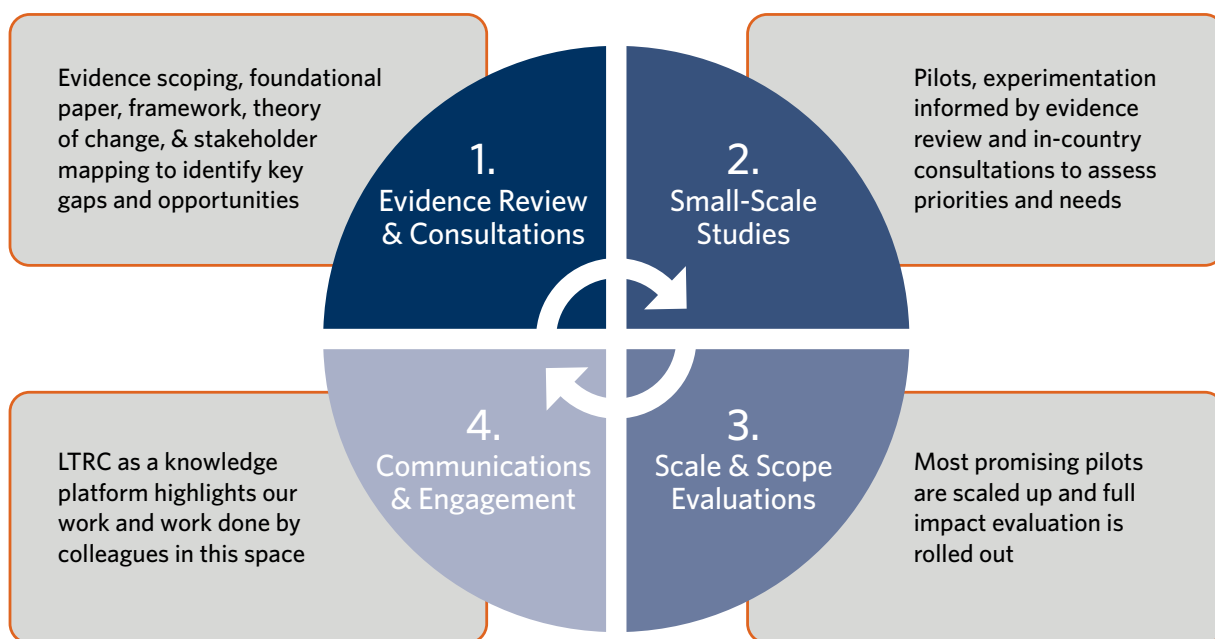 Evidence scoping, foundational
paper, framework, theory
of change, & stakeholder
mapping to identify key
gaps and opportunities
1.
Evidence Review
& Consultations
2.
Small-Scale
Studies
Pilots, experimentation
informed by evidence
review and in-country
consultations to assess
priorities and needs
LTRC as a knowledge
platform highlights our
work and work done by
colleagues in this space
4.
Communications
& Engagement
3.
Scale & Scope
Evaluations
Most promising pilots
are scaled up and full
impact evaluation is
rolled out